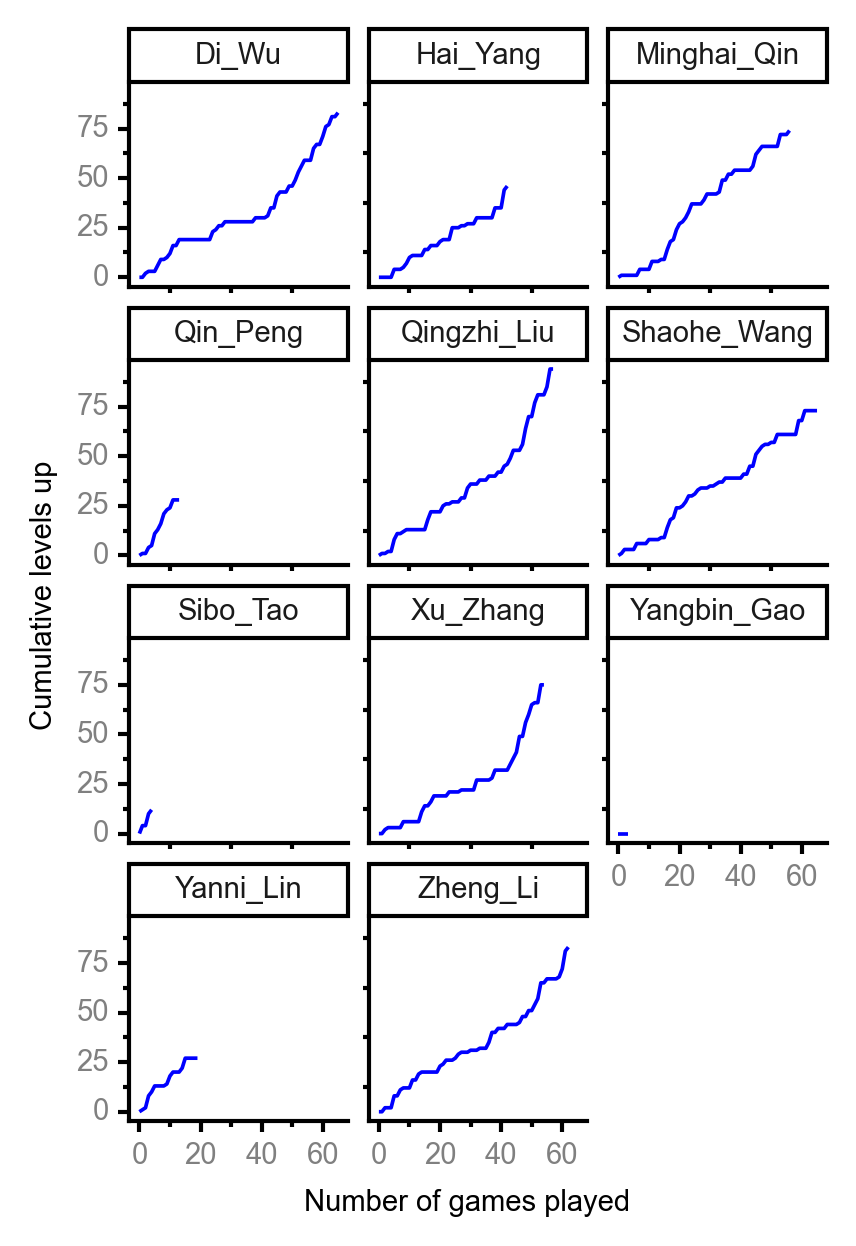 Di_Wu Hai_Yang Minghai_Qin
75
50
25
0
Qin_Peng Qingzhi_Liu Shaohe_Wang
75
50
25
0
Cumulative levels up
Sibo_Tao Xu_Zhang Yangbin_Gao
75
50
25
0
0 20 40 60
Yanni_Lin Zheng_Li
75
50
25
0
0 20 40 60 0 20 40 60
Number of games played